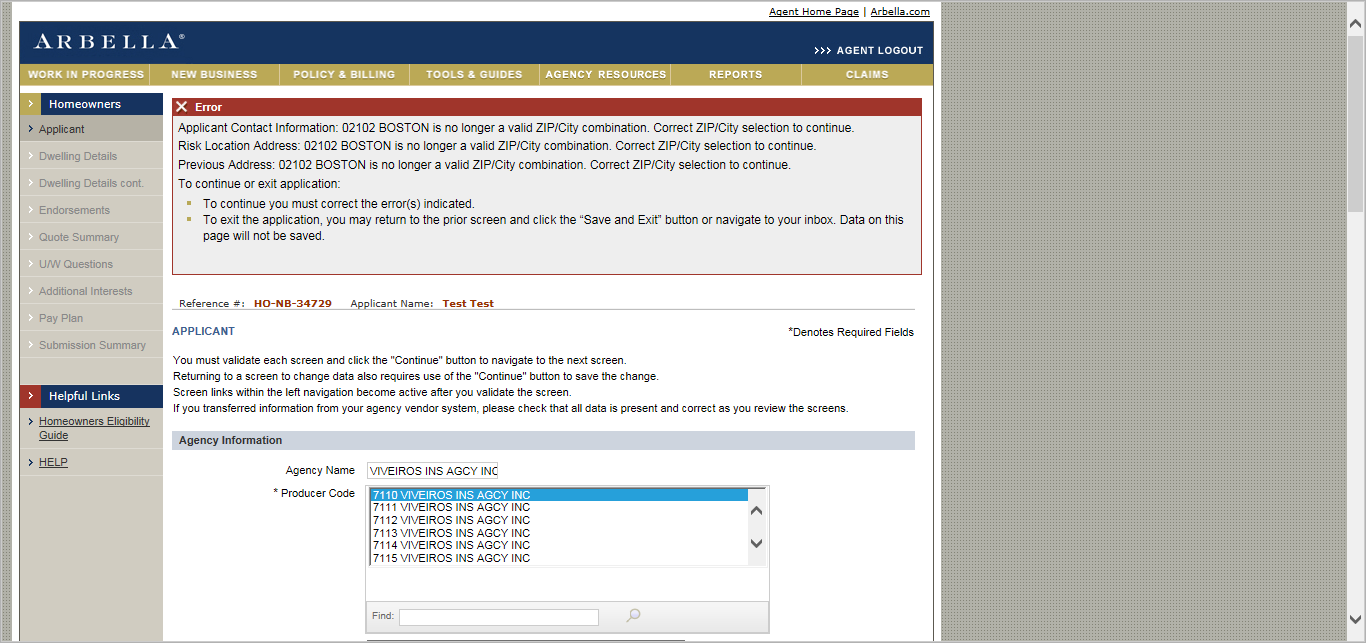 Agent Home Page | Arbella.com
ARBELLA®
>>> AGENT LOGOUT
WORK IN PROGRESS NEW BUSINESS POLICY & BILLING TOOLS & GUIDES AGENCY RESOURCES REPORTS CLAIMS
Homeowners
Applicant
Dwelling Details
Dwelling Details cont.
Endorsements
Quote Summary
U/W Questions
Additional Interests
Pay Plan
Submission Summary
Helpful Links
Homeowners Eligibility
Guide
HELP
Error
Applicant Contact Information: 02102 BOSTON is no longer a valid ZIP/City combination. Correct ZIP/City selection to continue.
Risk Location Address: 02102 BOSTON is no longer a valid ZIP/City combination. Correct ZIP/City selection to continue.
Previous Address: 02102 BOSTON is no longer a valid ZIP/City combination. Correct ZIP/City selection to continue.
To continue or exit application:
To continue you must correct the error(s) indicated.
To exit the application, you may return to the prior screen and click the “Save and Exit” button or navigate to your inbox. Data on this
page will not be saved.
Reference #: HO-NB-34729 Applicant Name: Test Test
APPLICANT
*Denotes Required Fields
You must validate each screen and click the "Continue" button to navigate to the next screen.
Returning to a screen to change data also requires use of the "Continue" button to save the change.
Screen links within the left navigation become active after you validate the screen.
If you transferred information from your agency vendor system, please check that all data is present and correct as you review the screens.
Agency Information
Agency Name VIVEIROS INS AGCY INC
* Producer Code
7110 VIVEIROS INS AGCY INC
7111 VIVEIROS INS AGCY INC
7112 VIVEIROS INS AGCY INC
7113 VIVEIROS INS AGCY INC
7114 VIVEIROS INS AGCY INC
7115 VIVEIROS INS AGCY INC
Find: